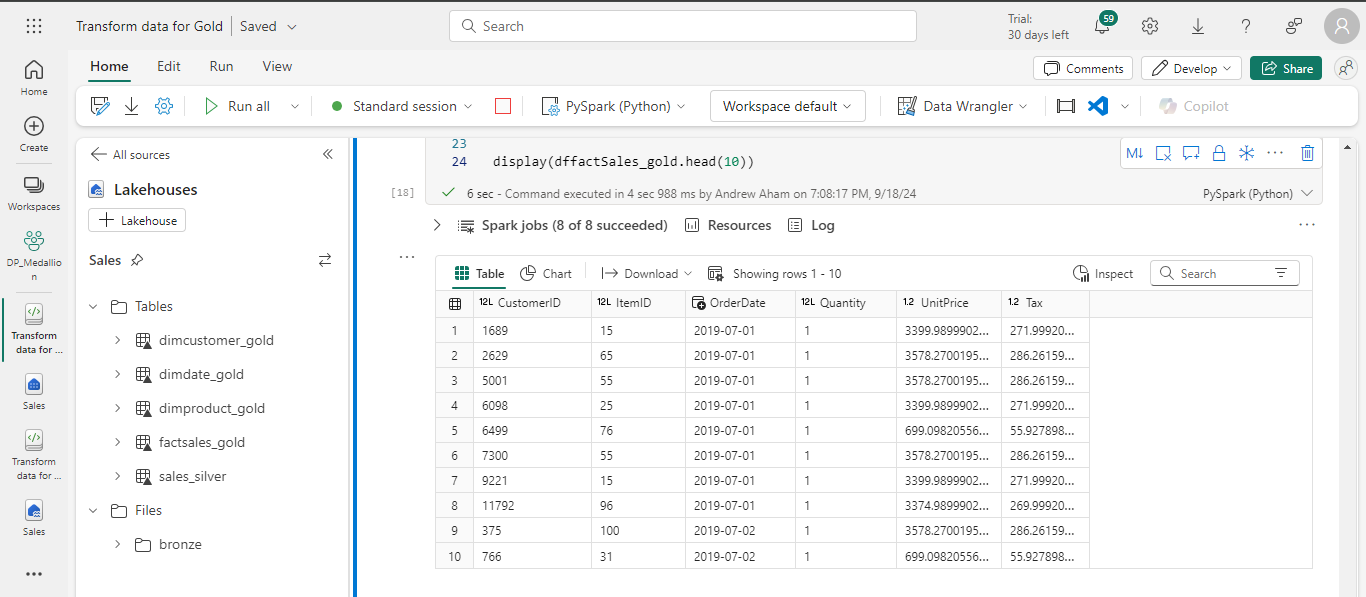 Transform data for Gold
Saved
Search
Trial:
30 days left
59
?
Home
Edit
Run
View
Comments
Develop
Share
Run all
Standard session
PySpark (Python)
Workspace default
Data Wrangler
Copilot
Home
Create
Workspaces
DP_Medallio
n
Transform
data for ...
Sales
Transform
data for ...
Sales
All sources
Lakehouses
Lakehouse
Sales
Tables
dimcustomer_gold
dimdate_gold
dimproduct_gold
factsales_gold
sales_silver
Files
bronze
23
24 display(dffactSales_gold.head(10))
M↓
[18]
6 sec - Command executed in 4 sec 988 ms by Andrew Aham on 7:08:17 PM, 9/18/24
PySpark (Python)
Spark jobs (8 of 8 succeeded)
Resources
Log
Table
Chart
Download
Showing rows 1 - 10
Inspect
Search
12L CustomerID 12L ItemID OrderDate 12L Quantity 1.2 UnitPrice 1.2 Tax
1 1689 15 2019-07-01 1 3399.9899902... 271.99920...
2 2629 65 2019-07-01 1 3578.2700195... 286.26159...
3 5001 55 2019-07-01 1 3578.2700195... 286.26159...
4 6098 25 2019-07-01 1 3399.9899902... 271.99920...
5 6499 76 2019-07-01 1 699.09820556... 55.927898...
6 7300 55 2019-07-01 1 3578.2700195... 286.26159...
7 9221 15 2019-07-01 1 3399.9899902... 271.99920...
8 11792 96 2019-07-01 1 3374.9899902... 269.99920...
9 375 100 2019-07-02 1 3578.2700195... 286.26159...
10 766 31 2019-07-02 1 699.09820556... 55.927898...